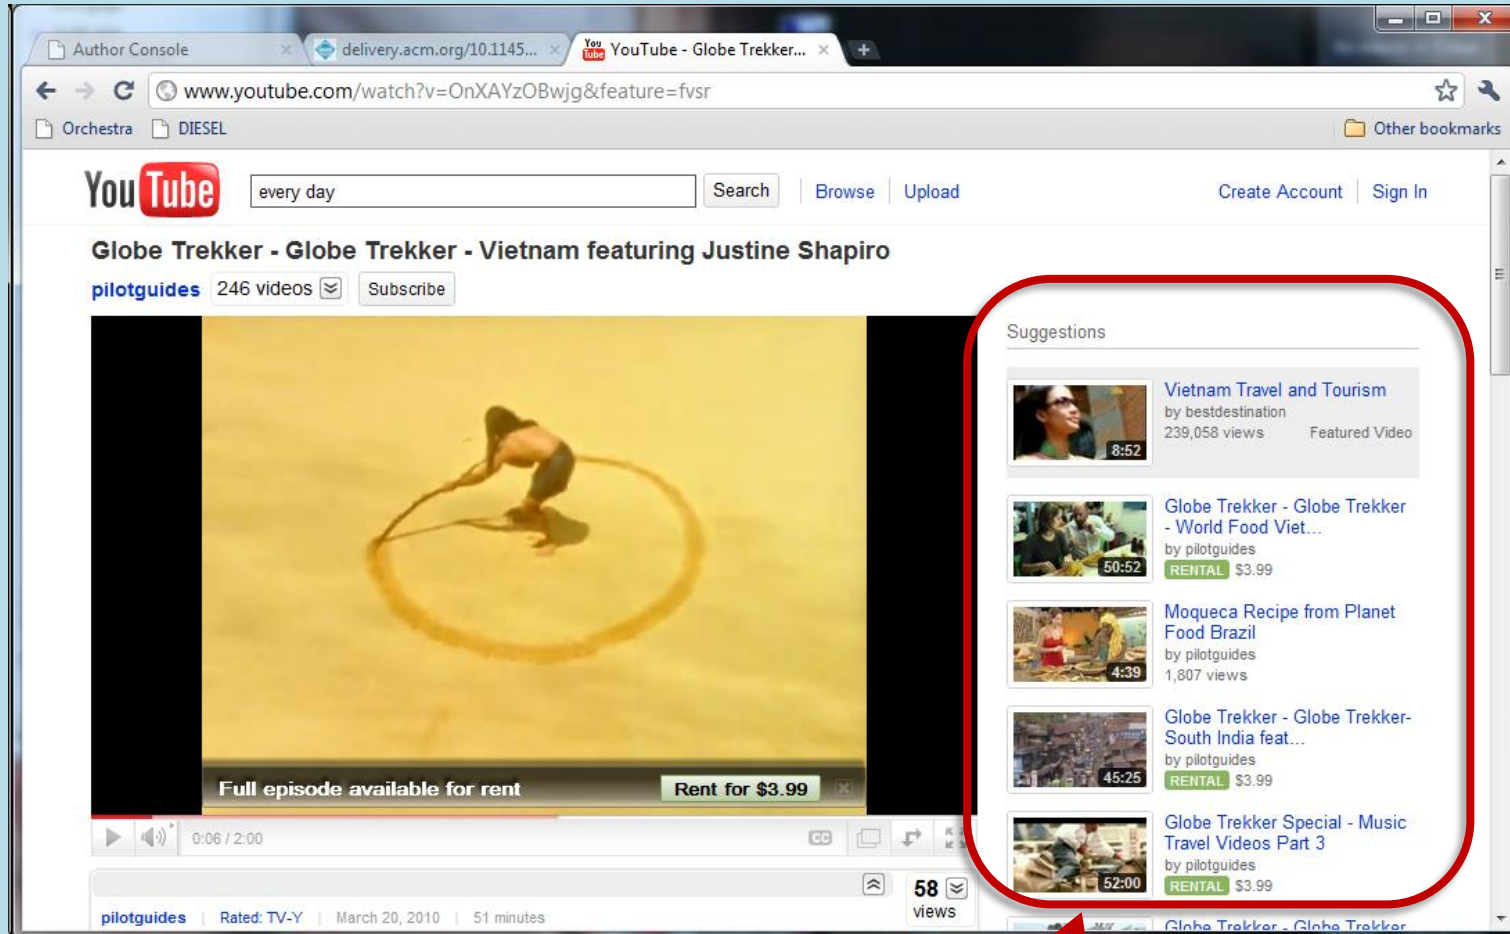 Author Console
delivery.acm.org/10.1145...
YouTube - Globe Trekker...
www.youtube.com/watch?v=OnXAYzOBwjg&feature=fvsr
Orchestra DIESEL Other bookmarks
YouTube every day Search Browse Upload Create Account Sign In
Globe Trekker - Globe Trekker - Vietnam featuring Justine Shapiro
pilotguides 246 videos Subscribe
Full episode available for rent Rent for $3.99
0:06 / 2:00 CC
58
views
pilotguides Rated: TV-Y March 20, 2010 51 minutes
Suggestions
8:52
Vietnam Travel and Tourism
by bestdestination
239,058 views Featured Video
50:52
Globe Trekker - Globe Trekker
- World Food Viet...
by pilotguides
RENTAL $3.99
4:39
Moqueca Recipe from Planet
Food Brazil
by pilotguides
1,807 views
45:25
Globe Trekker - Globe Trekker-
South India feat...
by pilotguides
RENTAL $3.99
52:00
Globe Trekker Special - Music
Travel Videos Part 3
by pilotguides
RENTAL $3.99
Globe Trekker - Globe Trekker